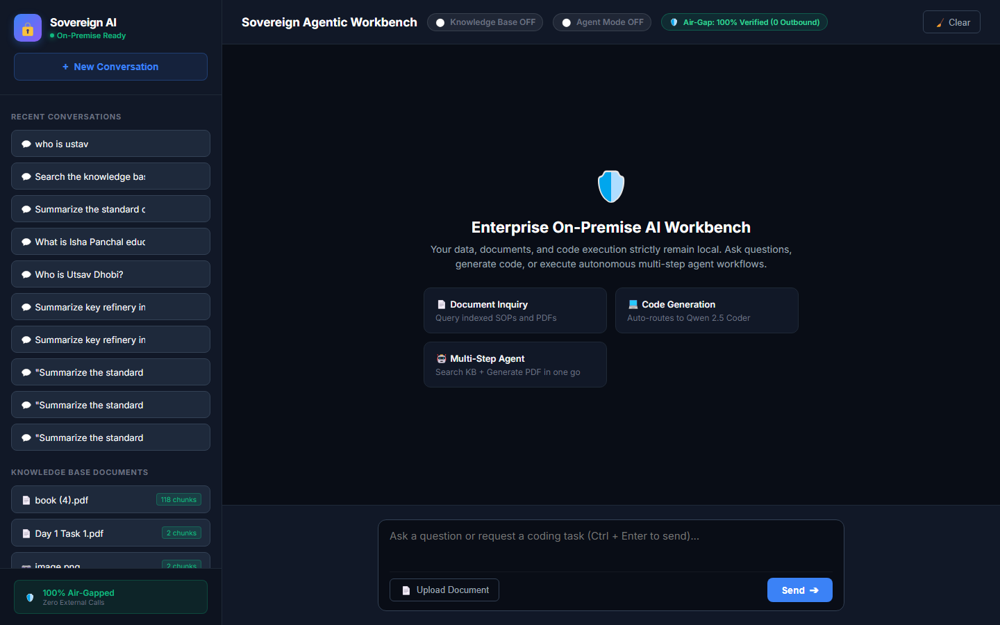 Sovereign AI
On-Premise Ready
+ New Conversation
RECENT CONVERSATIONS
who is ustav
Search the knowledge bas
Summarize the standard c
What is Isha Panchal educ
Who is Utsav Dhobi?
Summarize key refinery in
Summarize key refinery in
"Summarize the standard
"Summarize the standard
"Summarize the standard
KNOWLEDGE BASE DOCUMENTS
book (4).pdf 118 chunks
Day 1 Task 1.pdf 2 chunks
image.png 2 chunks
100% Air-Gapped
Zero External Calls
Sovereign Agentic Workbench Knowledge Base OFF Agent Mode OFF Air-Gap: 100% Verified (0 Outbound) Clear
Enterprise On-Premise AI Workbench
Your data, documents, and code execution strictly remain local. Ask questions,
generate code, or execute autonomous multi-step agent workflows.
Document Inquiry
Query indexed SOPs and PDFs
Code Generation
Auto-routes to Qwen 2.5 Coder
Multi-Step Agent
Search KB + Generate PDF in one go
Ask a question or request a coding task (Ctrl + Enter to send)...
Upload Document
Send ➔